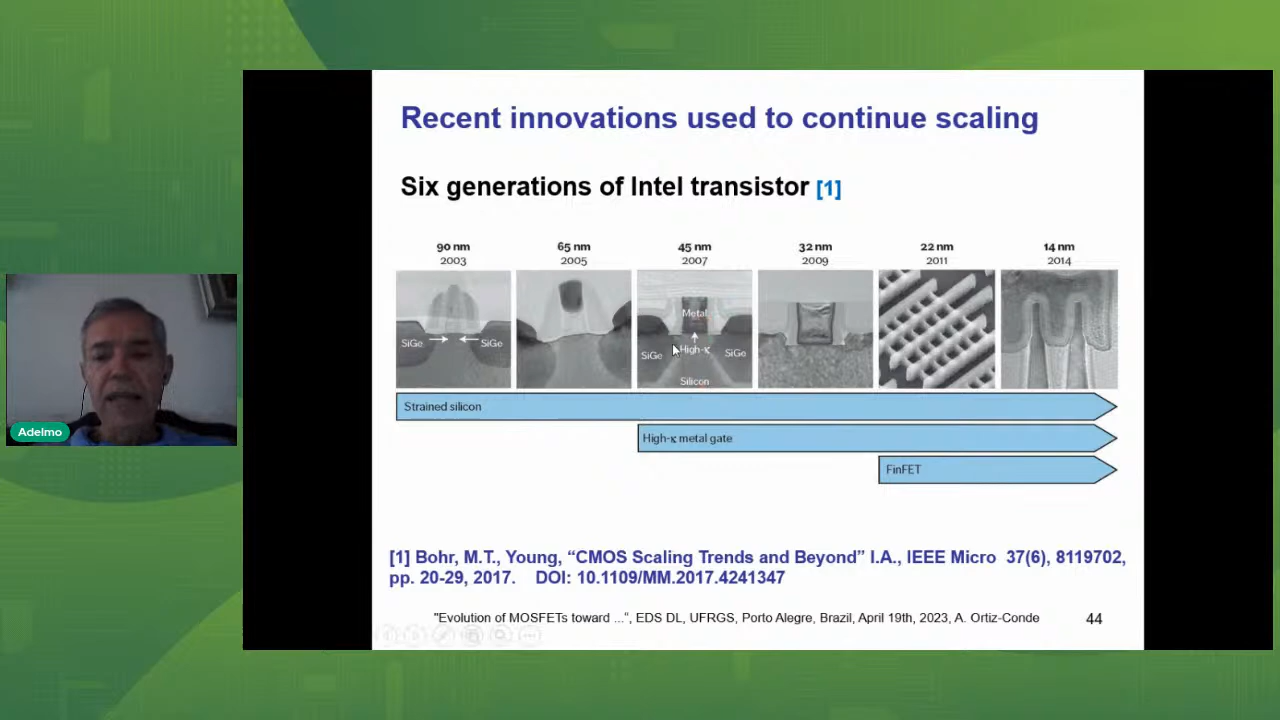 Recent innovations used to continue scaling
Six generations of Intel transistor [1]
90 nm 65 nm 45 nm 32 nm 22 nm 14 nm
2003 2005 2007 2009 2011 2014
Metal
SiGe SiGe SiGe High-κ SiGe
Silicon
Strained silicon
High-κ metal gate
FinFET
Adelmo
[1] Bohr, M.T., Young, “CMOS Scaling Trends and Beyond” I.A., IEEE Micro 37(6), 8119702,
pp. 20-29, 2017. DOI: 10.1109/MM.2017.4241347
"Evolution of MOSFETs toward ...", EDS DL, UFRGS, Porto Alegre, Brazil, April 19th, 2023, A. Ortiz-Conde 44